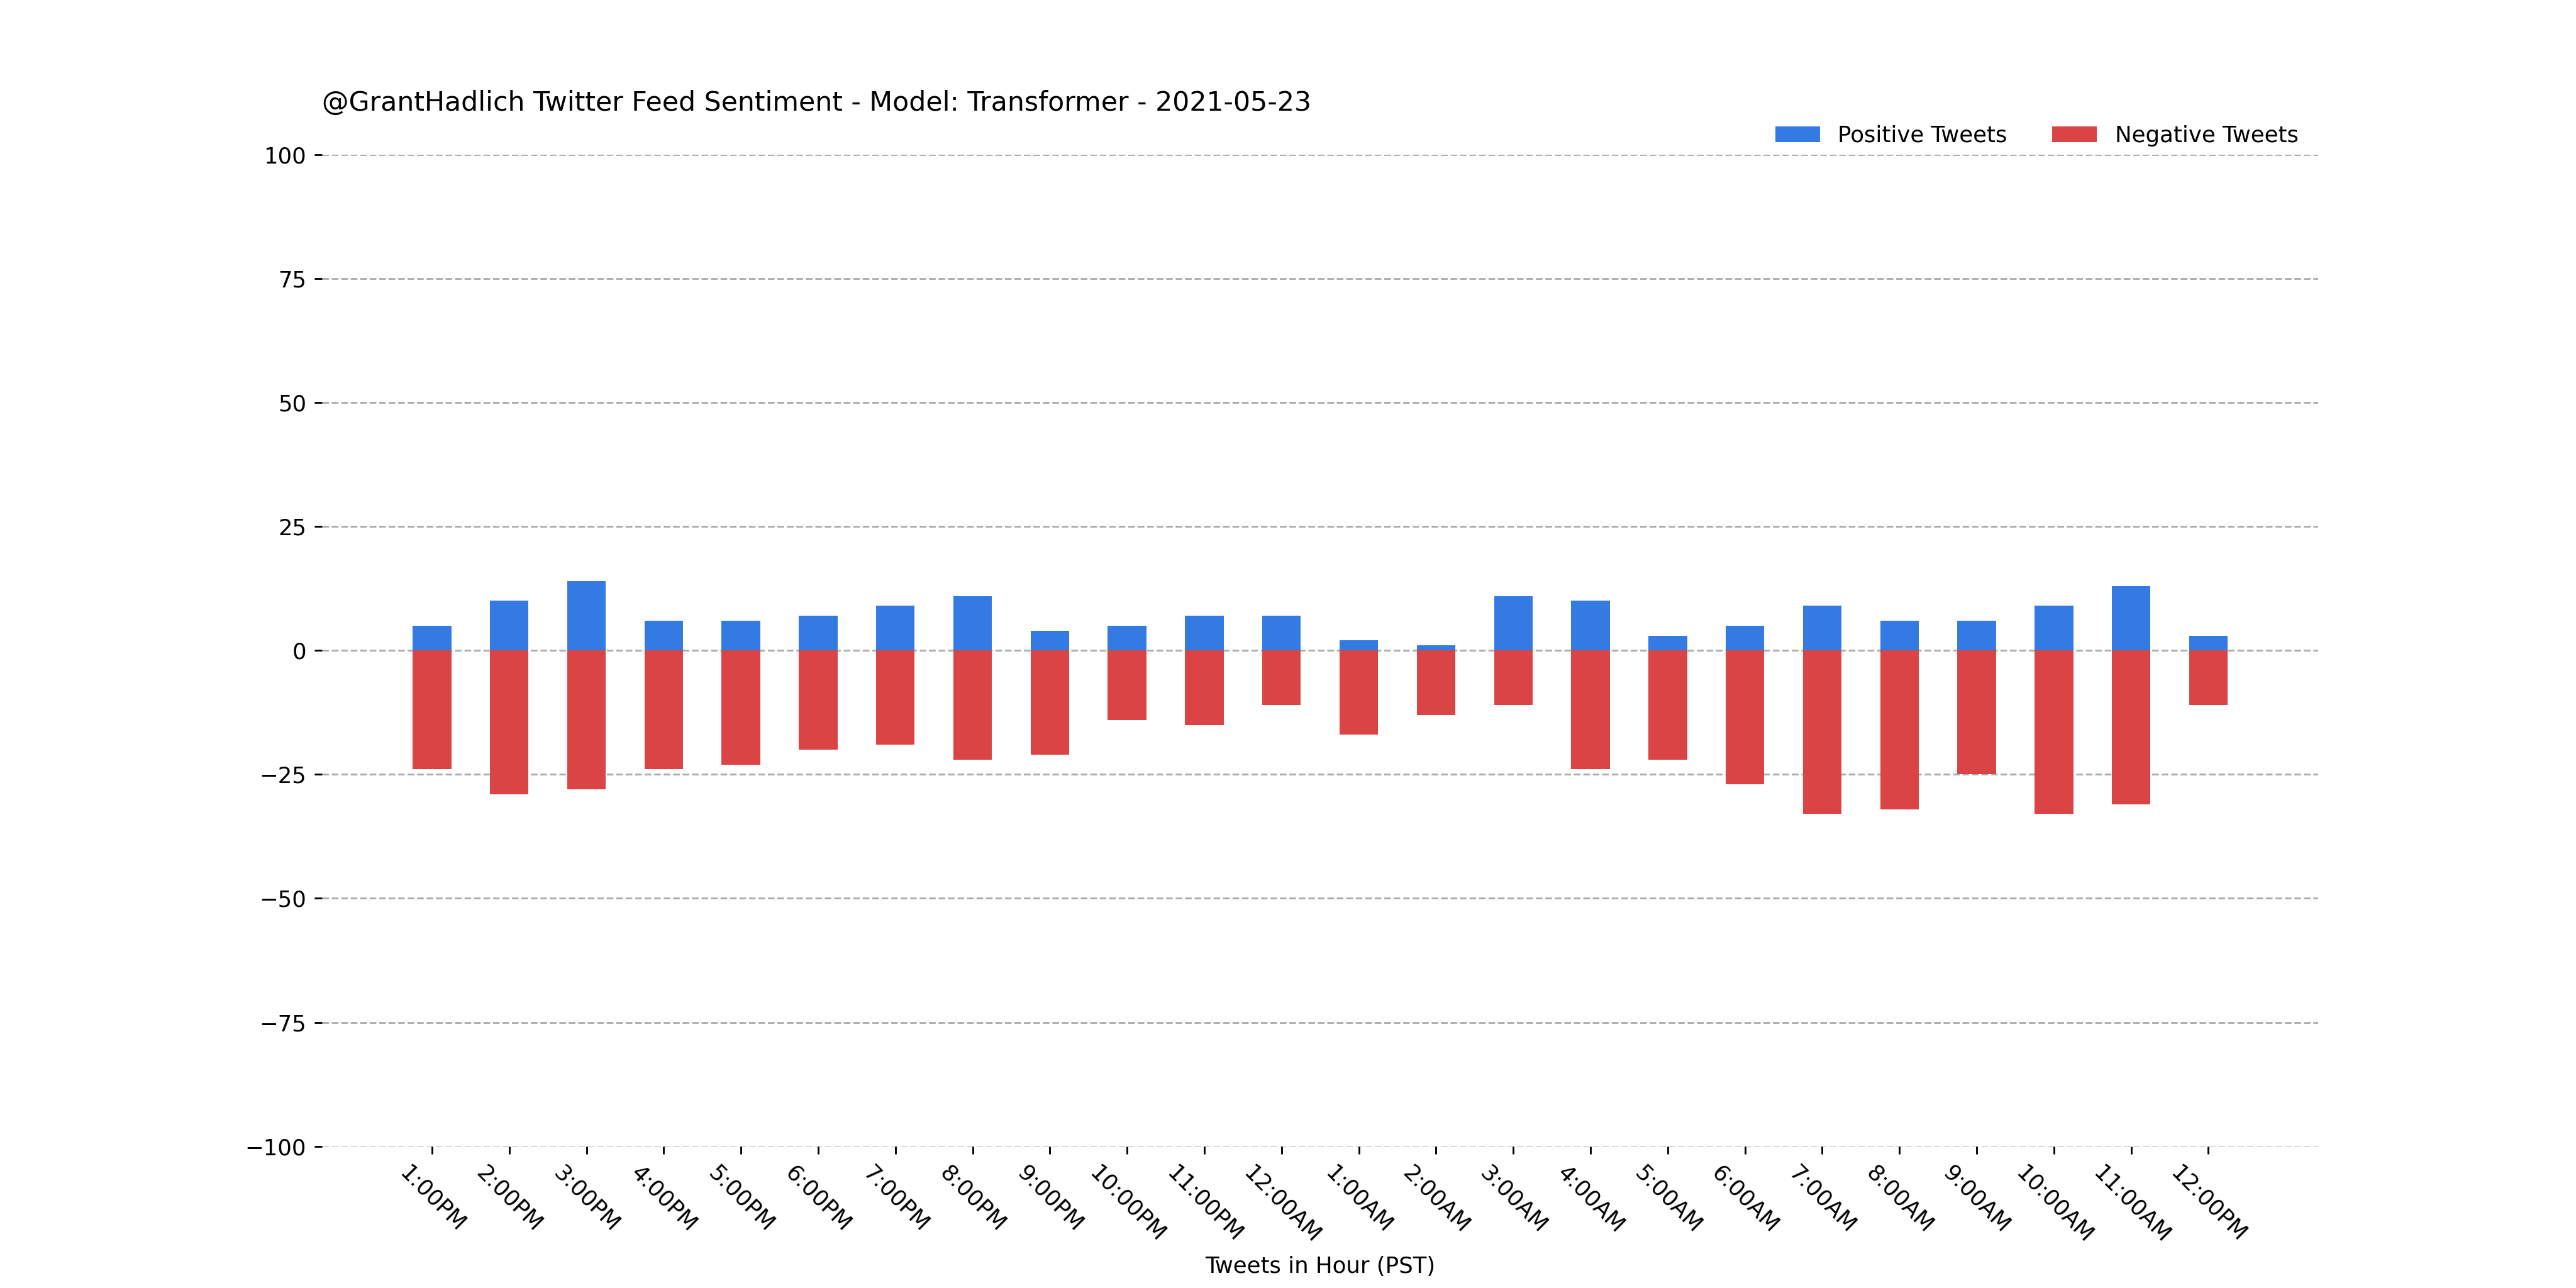 @GrantHadlich Twitter Feed Sentiment - Model: Transformer - 2021-05-23
Positive Tweets
Negative Tweets
100
75
50
25
0
−25
−50
−75
−100
1:00PM
2:00PM
3:00PM
4:00PM
5:00PM
6:00PM
7:00PM
8:00PM
9:00PM
10:00PM
11:00PM
12:00AM
1:00AM
2:00AM
3:00AM
4:00AM
5:00AM
6:00AM
7:00AM
8:00AM
9:00AM
10:00AM
11:00AM
12:00PM
Tweets in Hour (PST)